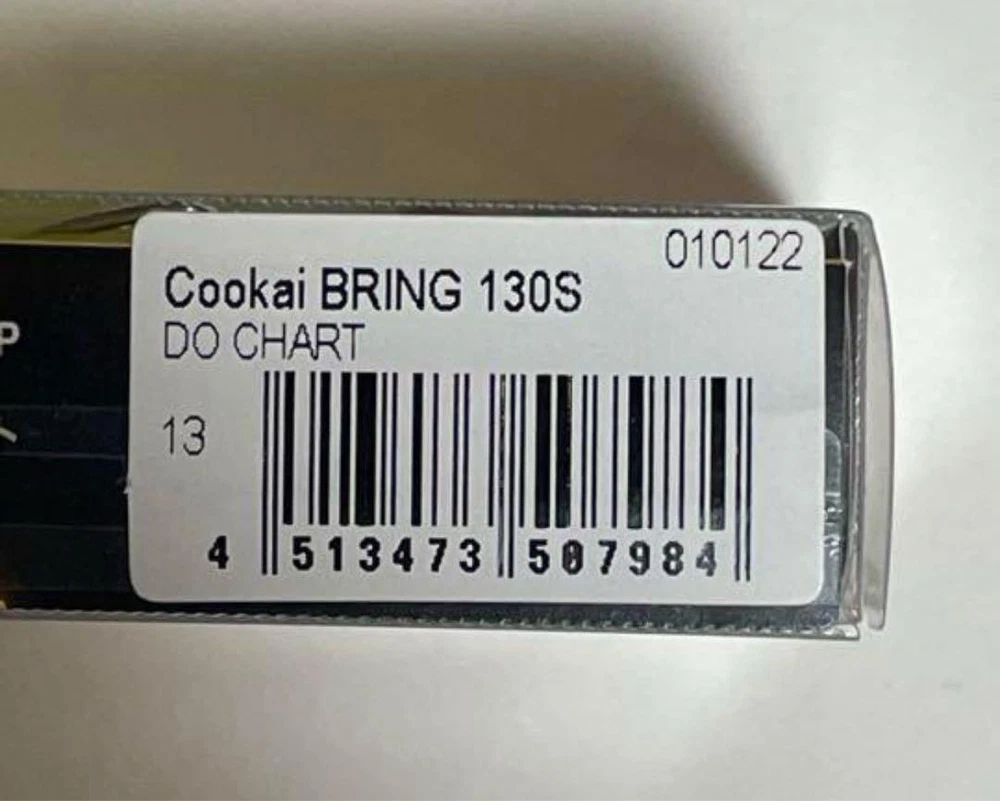 010122
Cookai BRING 130S
DO CHART
13
4 513473 507984
P